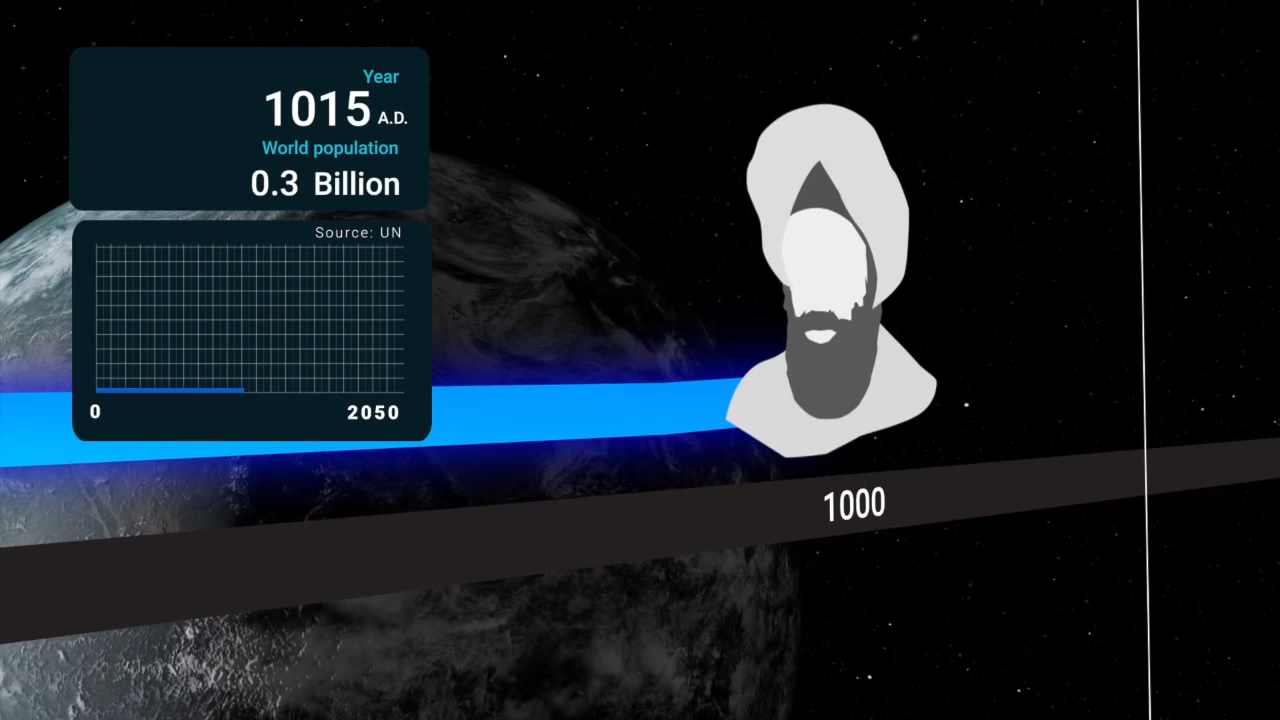 Year
1015 A.D.
World population
0.3 Billion
Source: UN
0 2050
1000